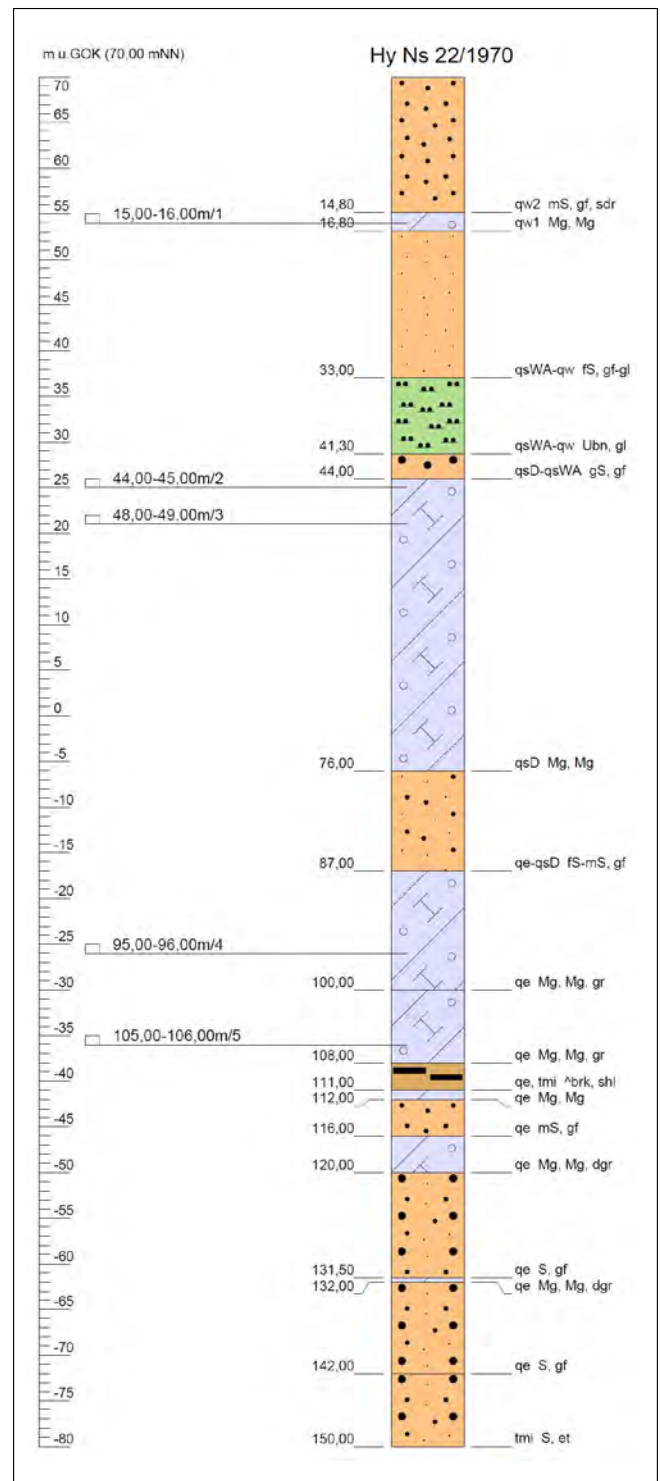 m u.GOK (70,00 mNN) Hy Ns 22/1970
70
65
60
55
15,00-16,00m/1
14,80 qw2 mS, gf, sdr
16,80 qw1 Mg, Mg
50
45
40
33,00 qsWA-qw fS, gf-gl
35
30
41,30 qsWA-qw Ubn, gl
25
44,00 qsD-qsWA gS, gf
44,00-45,00m/2
48,00-49,00m/3
20
15
10
5
0
-5
76,00 qsD Mg, Mg
-10
-15
87,00 qe-qsD fS-mS, gf
-20
-25
95,00-96,00m/4
-30
100,00 qe Mg, Mg, gr
-35
105,00-106,00m/5
108,00 qe Mg, Mg, gr
-40
111,00 qe, tmi ^brk, shl
112,00 qe Mg, Mg
-45
116,00 qe mS, gf
-50
120,00 qe Mg, Mg, dgr
-55
-60
131,50 qe S, gf
132,00 qe Mg, Mg, dgr
-65
-70
142,00 qe S, gf
-75
-80
150,00 tmi S, et